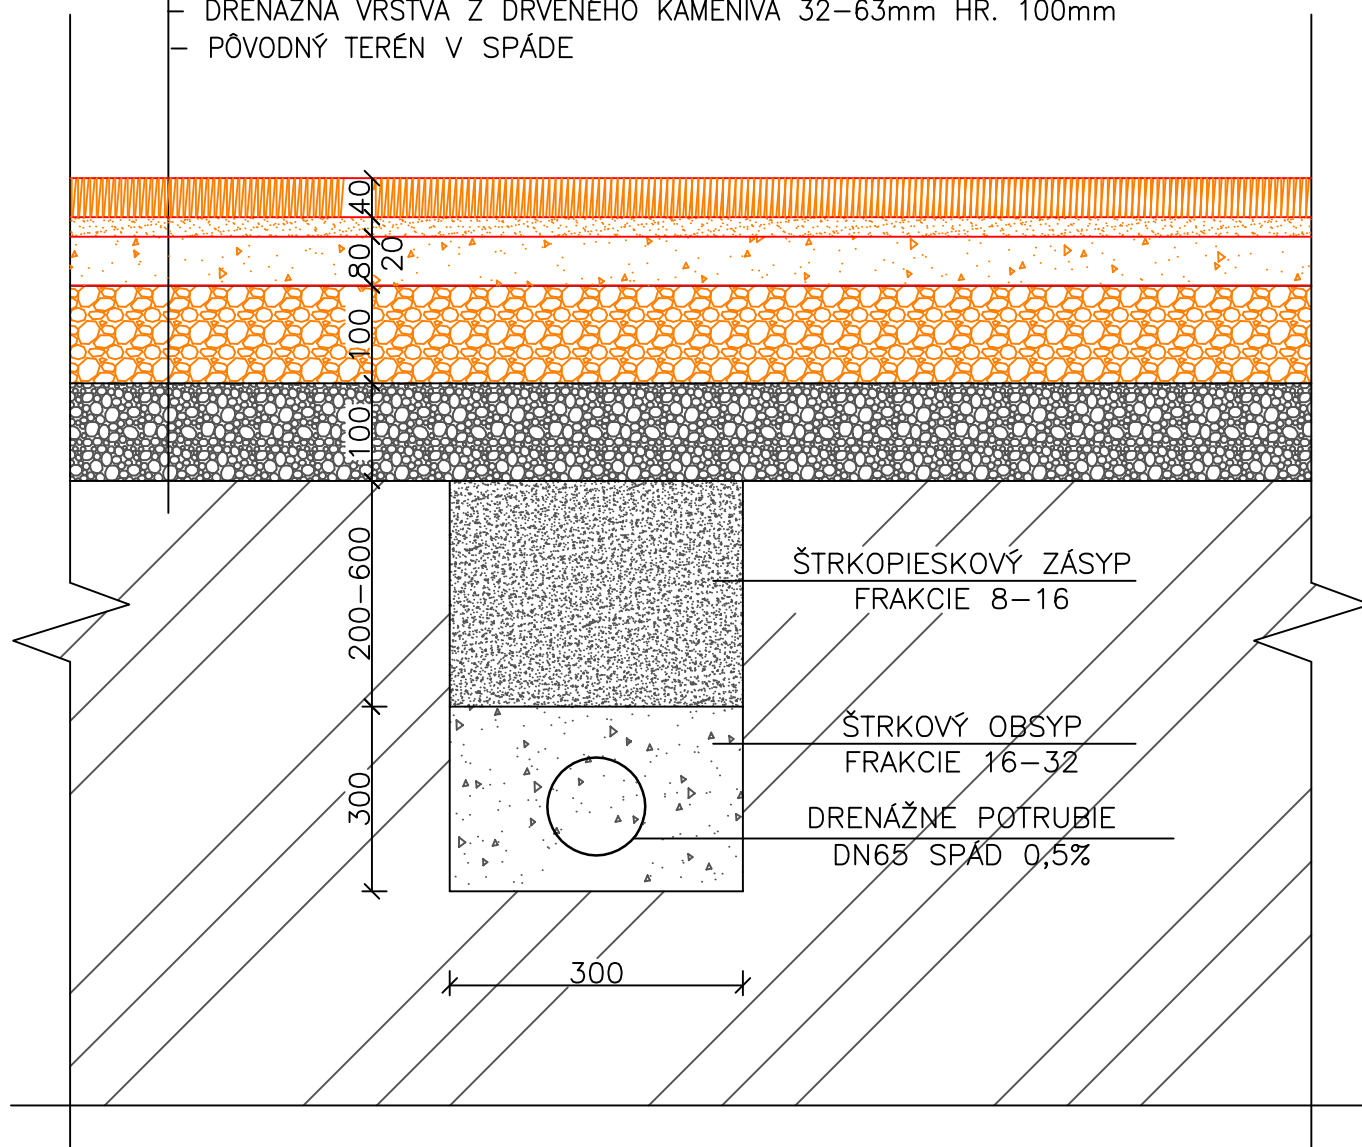 – DRENÁŽNA VRSTVA Z DRVENÉHO KAMENIVA 32–63mm HR. 100mm
– PÔVODNÝ TERÉN V SPÁDE
40
20
80
100
100
200–600
ŠTRKOPIESKOVÝ ZÁSYP
FRAKCIE 8–16
ŠTRKOVÝ OBSYP
FRAKCIE 16–32
300
DRENÁŽNE POTRUBIE
DN65 SPÁD 0,5%
300